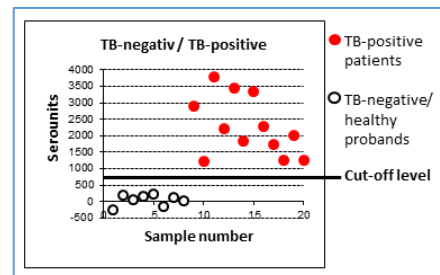 TB-negativ/ TB-positive
4000
3500
3000
2500
2000
1500
1000
500
0
-500
0
5
10
15
20
Serounits
Sample number
TB-positive
patients
TB-negative/
healthy
probands
Cut-off level